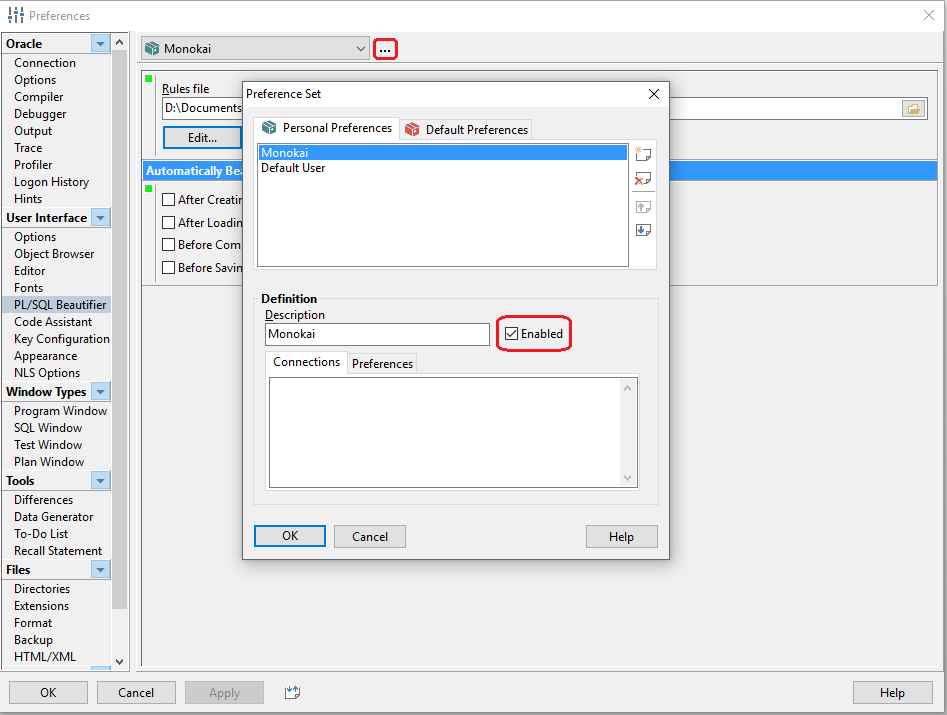 Preferences
Oracle
Connection
Options
Compiler
Debugger
Output
Trace
Profiler
Logon History
Hints
User Interface
Options
Object Browser
Editor
Fonts
PL/SQL Beautifier
Code Assistant
Key Configuration
Appearance
NLS Options
Window Types
Program Window
SQL Window
Test Window
Plan Window
Tools
Differences
Data Generator
To-Do List
Recall Statement
Files
Directories
Extensions
Format
Backup
HTML/XML
Monokai
...
Rules file
D:\Documents
Edit...
Automatically Bea
After Creatin
After Loadin
Before Com
Before Savin
Preference Set
Personal Preferences
Default Preferences
Monokai
Default User
Definition
Description
Monokai
Enabled
Connections
Preferences
OK
Cancel
Help
OK
Cancel
Apply
Help